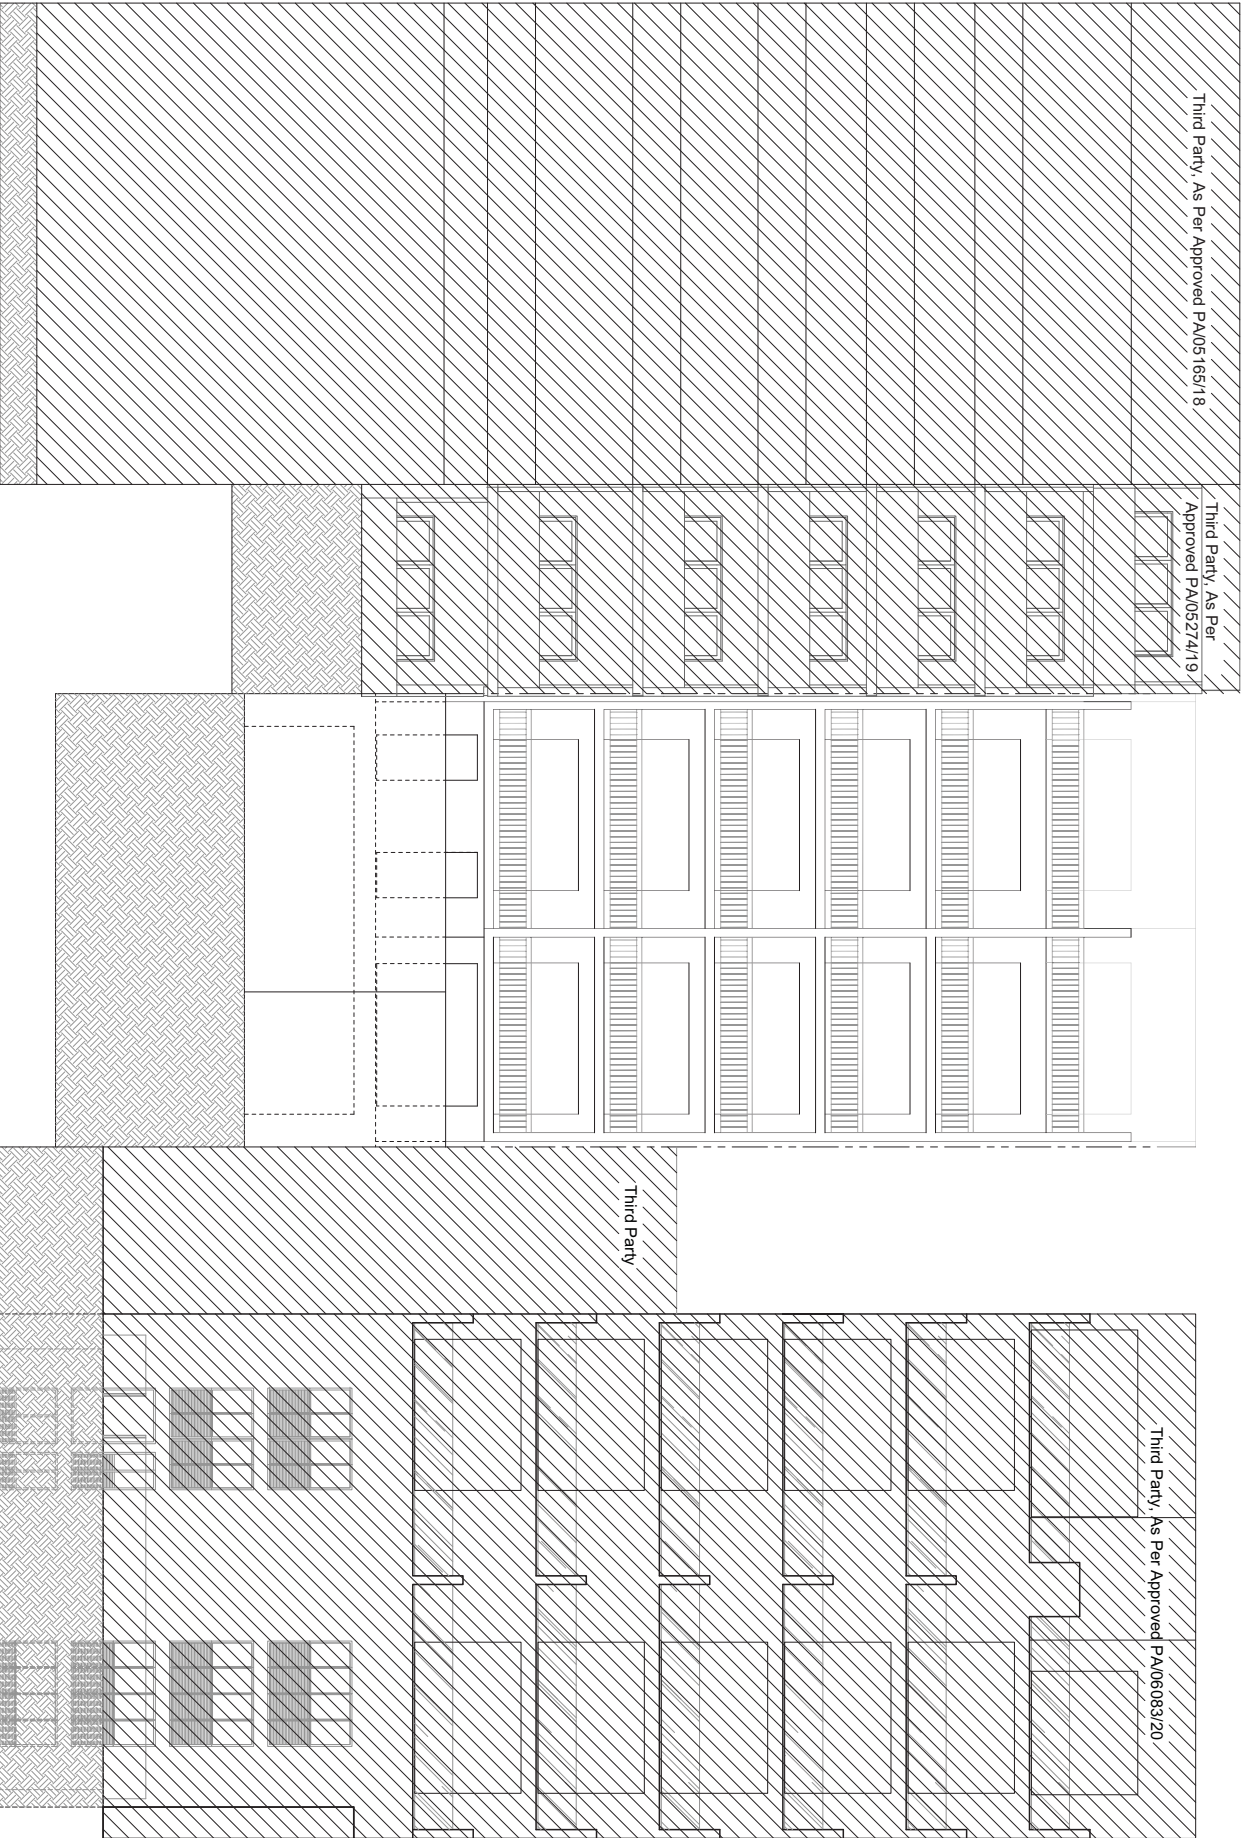 Third Party, As Per Approved PA/05165/18
Third Party, As Per
Approved PA/05274/19
Third Party
Third Party, As Per Approved PA/06083/20